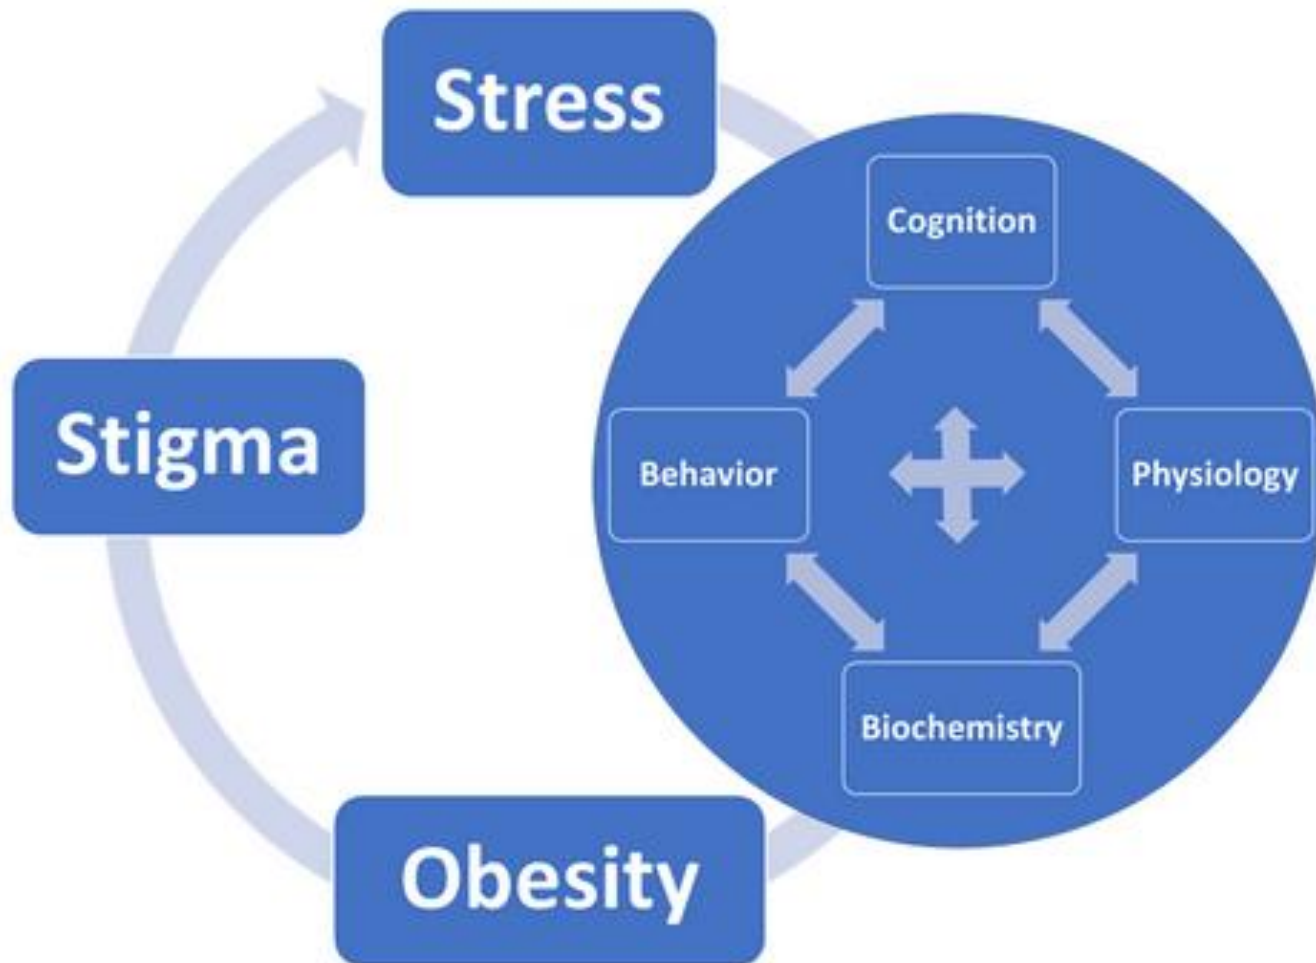 Stress
Cognition
Stigma
Behavior
Physiology
Biochemistry
Obesity